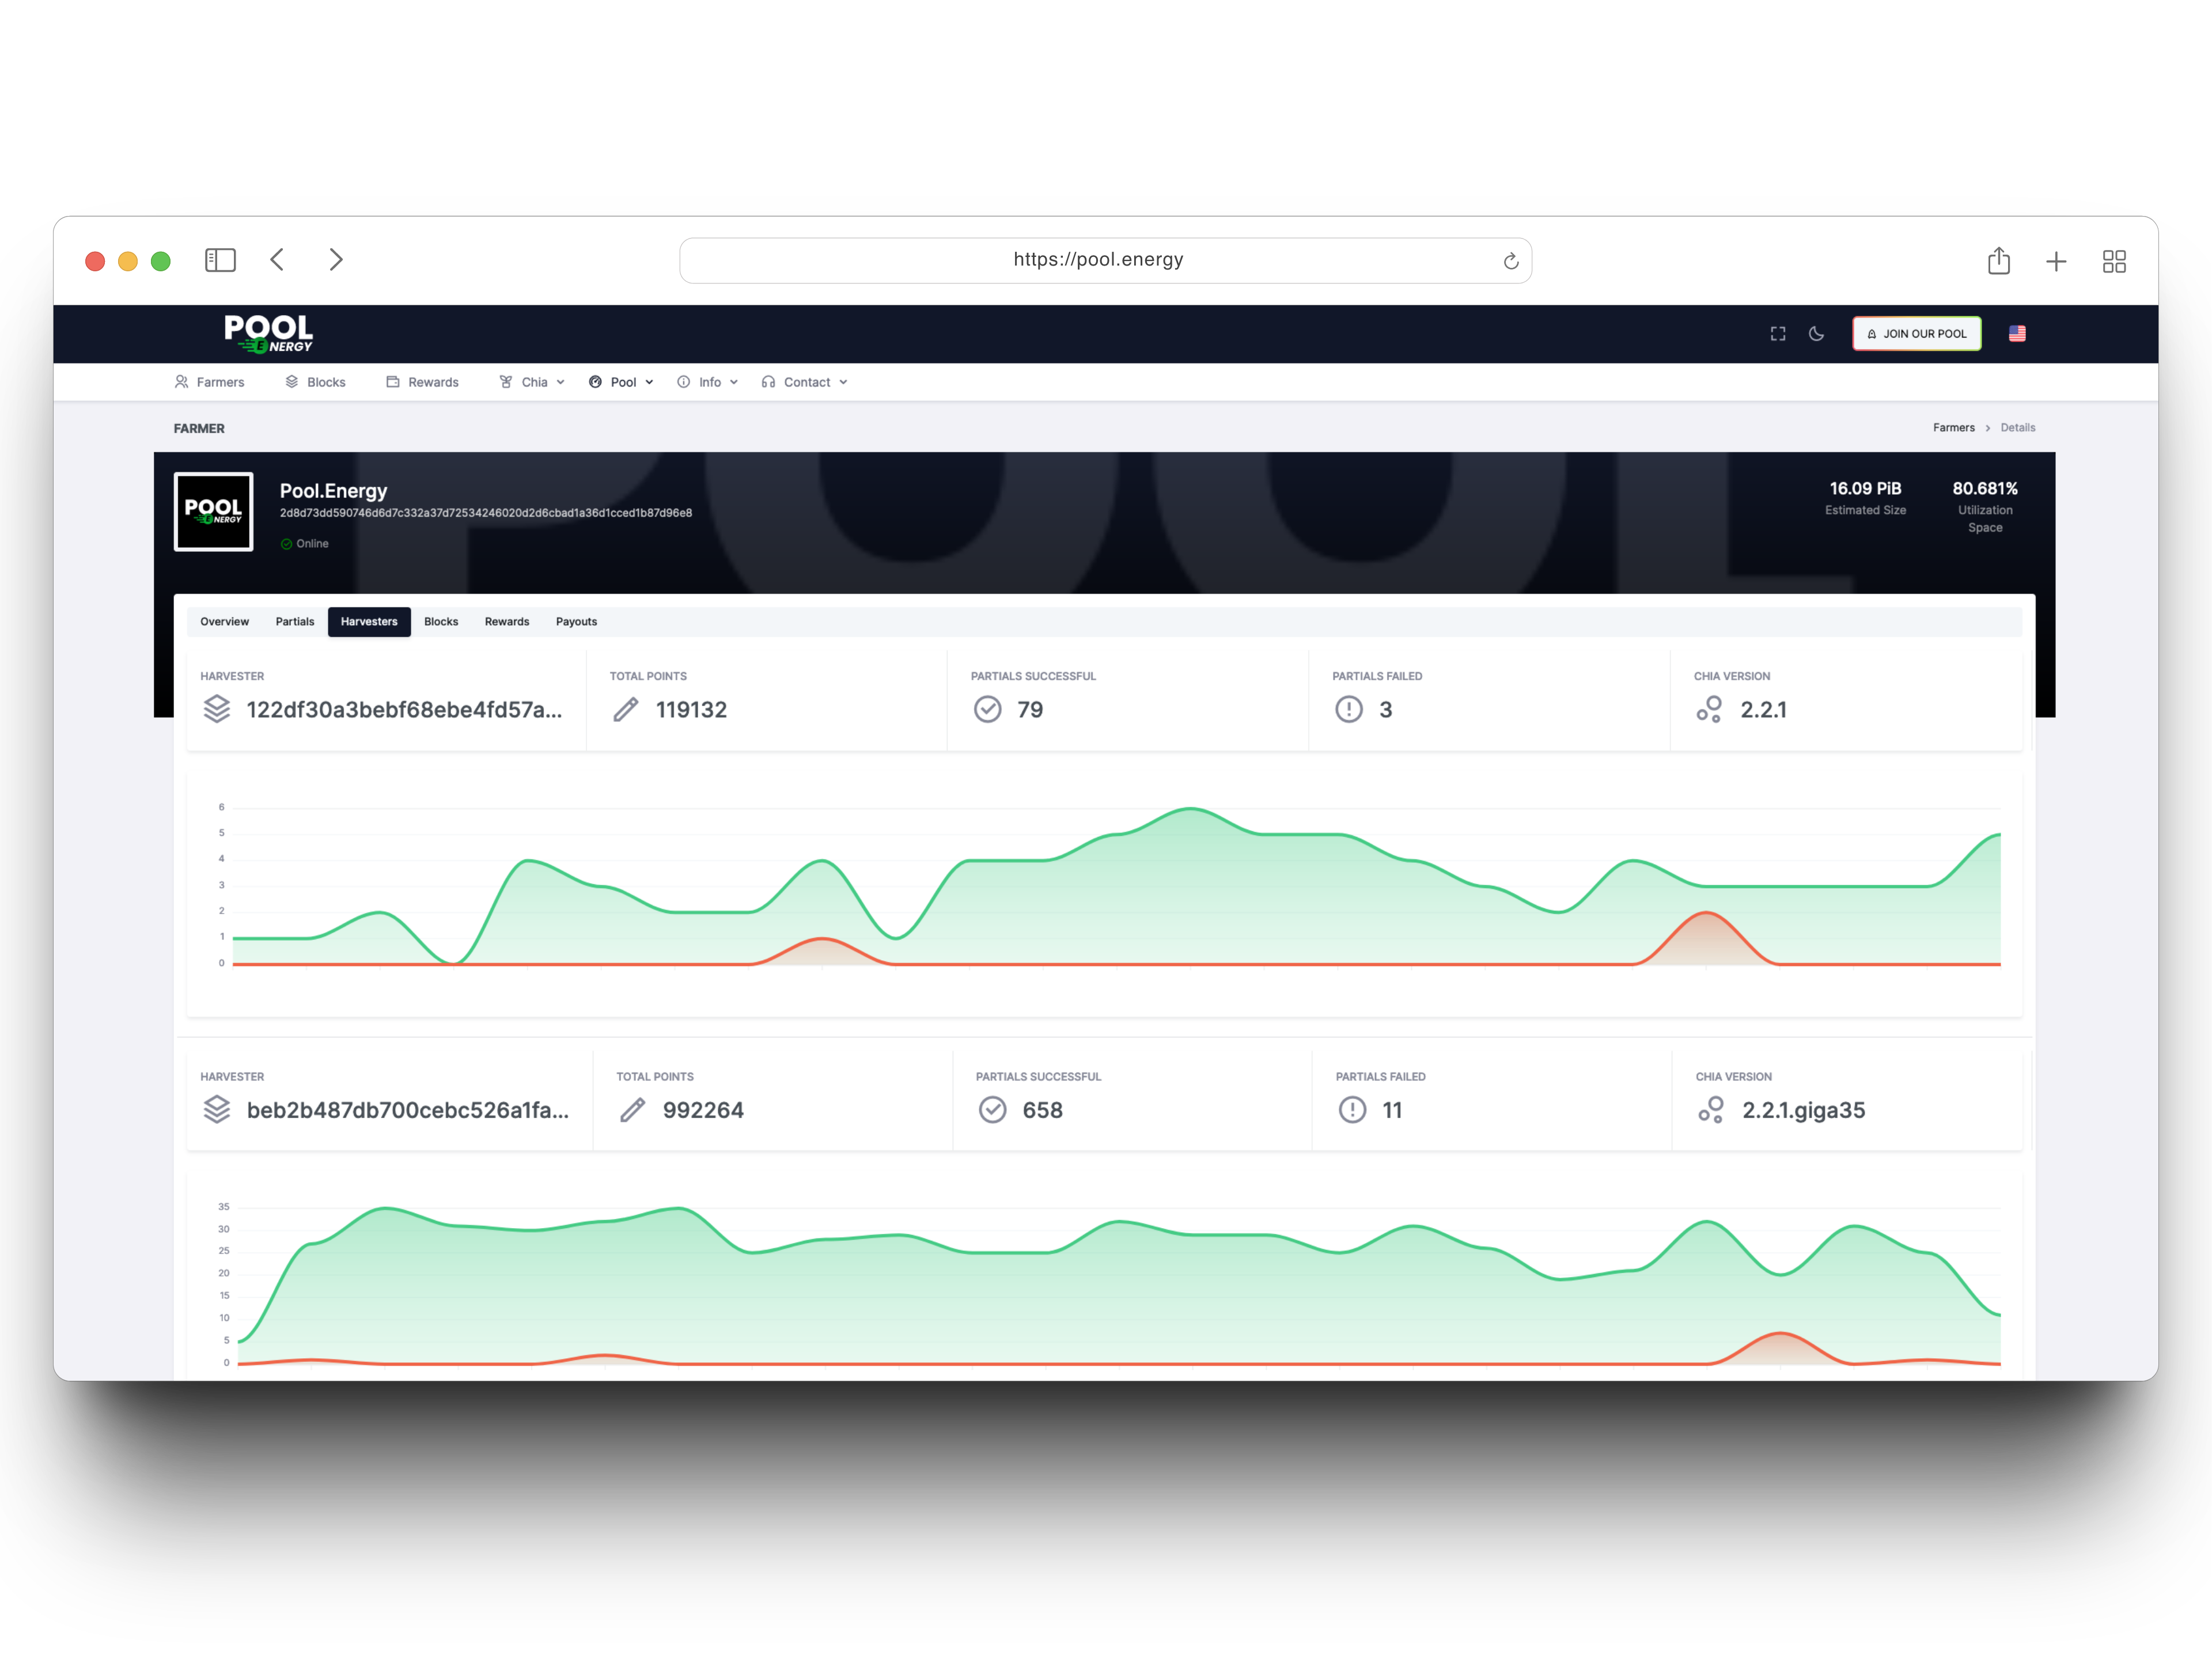 https://pool.energy
POOL
ENERGY
JOIN OUR POOL
Farmers Blocks Rewards Chia Pool Info Contact
FARMER
Farmers > Details
POOL
POOL
ENERGY
Pool.Energy
2d8d73dd590746d6d7c332a37d72534246020d2d6cbad1a36d1cced1b87d96e8
Online
16.09 PiB
Estimated Size
80.681%
Utilization
Space
Overview Partials Harvesters Blocks Rewards Payouts
HARVESTER
122df30a3bebf68ebe4fd57a...
TOTAL POINTS
119132
PARTIALS SUCCESSFUL
79
PARTIALS FAILED
3
CHIA VERSION
2.2.1
6
5
4
3
2
1
0
HARVESTER
beb2b487db700cebc526a1fa...
TOTAL POINTS
992264
PARTIALS SUCCESSFUL
658
PARTIALS FAILED
11
CHIA VERSION
2.2.1.giga35
35
30
25
20
15
10
5
0